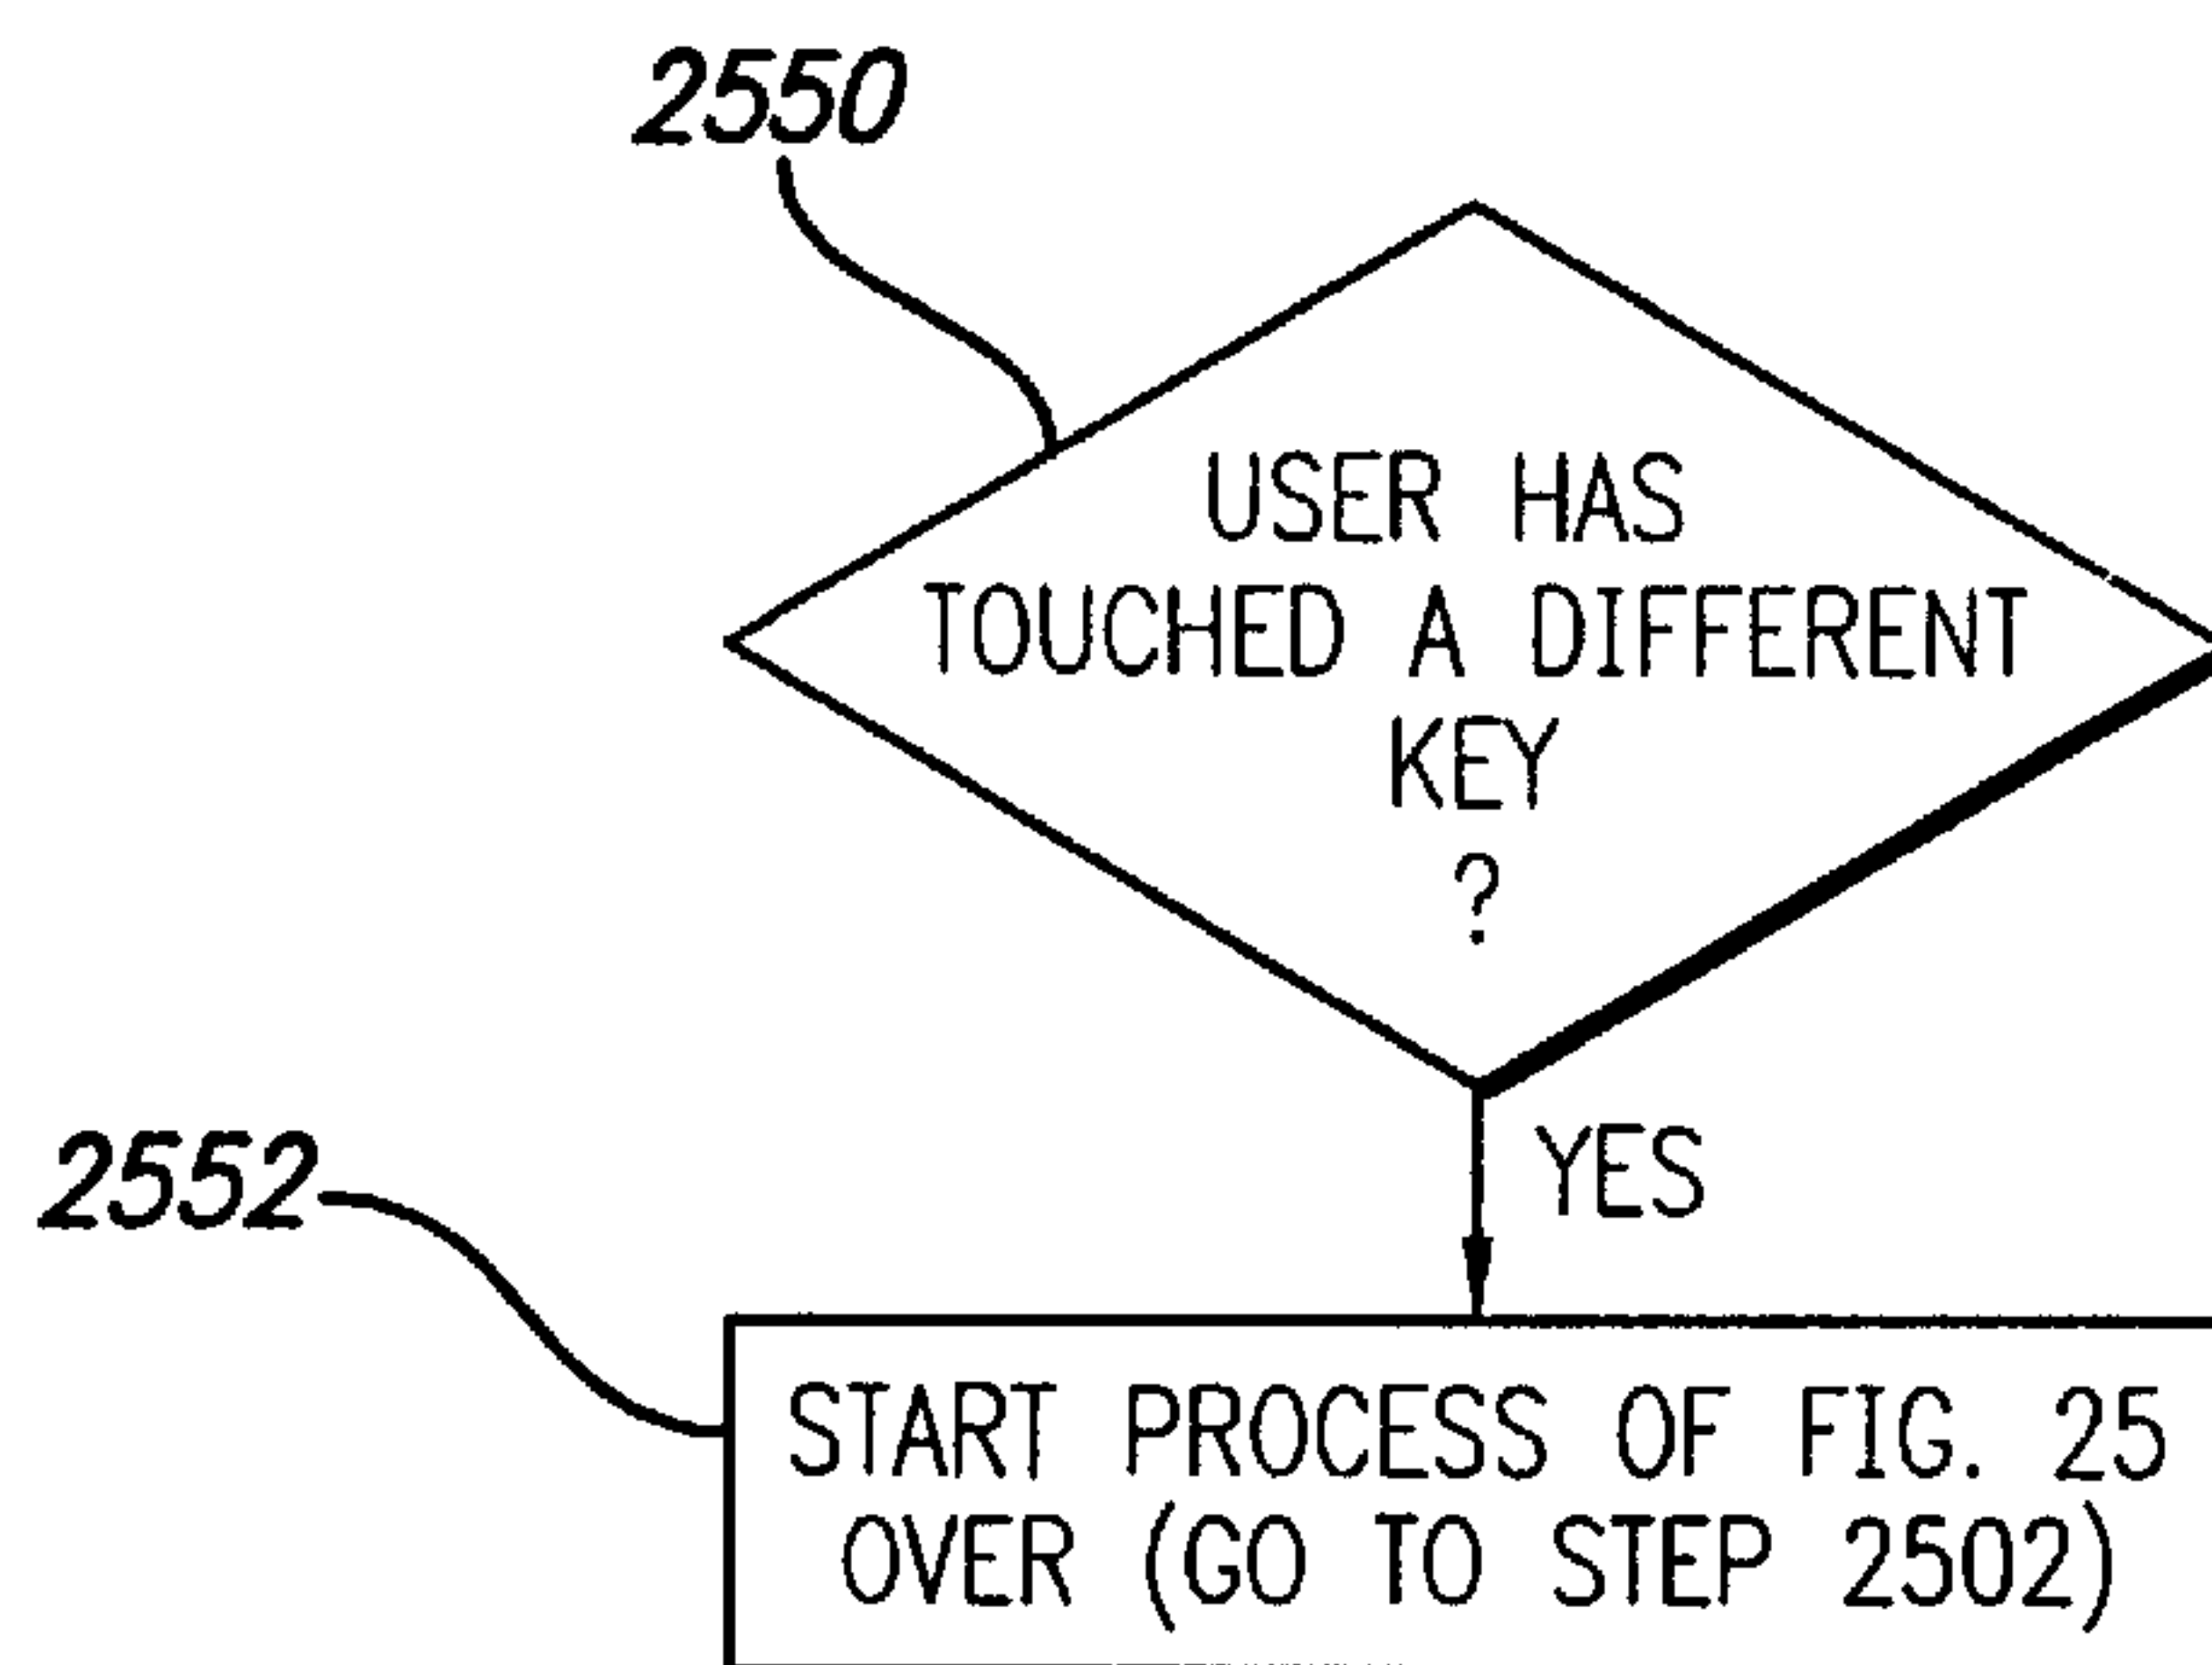 2550
USER HAS
TOUCHED A DIFFERENT
KEY
?
YES
2552
START PROCESS OF FIG. 25
OVER (GO TO STEP 2502)